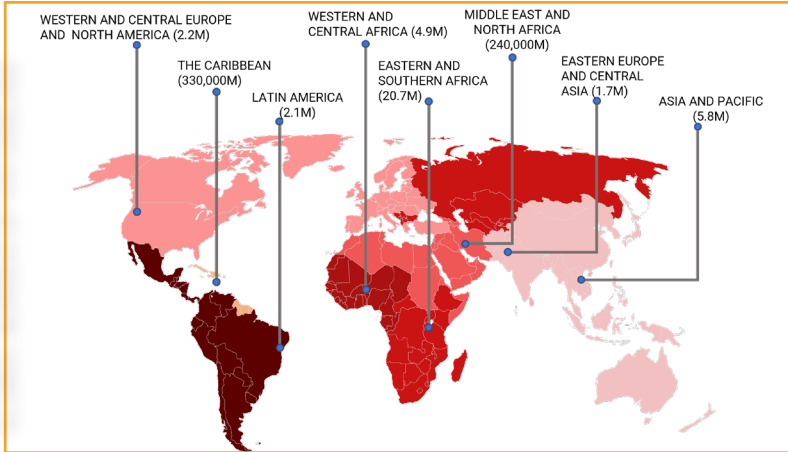 WESTERN AND CENTRAL EUROPE
AND NORTH AMERICA (2.2M)
THE CARIBBEAN
(330,000M)
LATIN AMERICA
(2.1M)
WESTERN AND
CENTRAL AFRICA (4.9M)
EASTERN AND
SOUTHERN AFRICA
(20.7M)
MIDDLE EAST AND
NORTH AFRICA
(240,000M)
EASTERN EUROPE
AND CENTRAL
ASIA (1.7M)
ASIA AND PACIFIC
(5.8M)